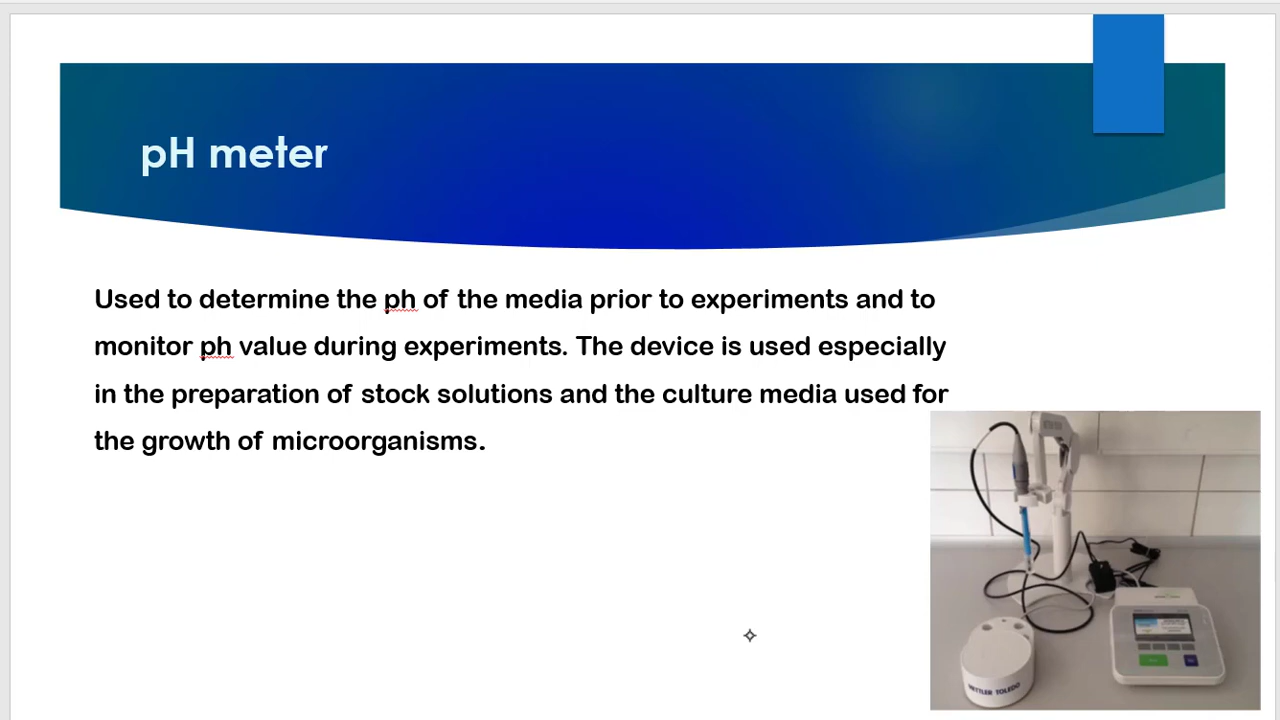 pH meter
Used to determine the ph of the media prior to experiments and to
monitor ph value during experiments. The device is used especially
in the preparation of stock solutions and the culture media used for
the growth of microorganisms.
METTLER TOLEDO